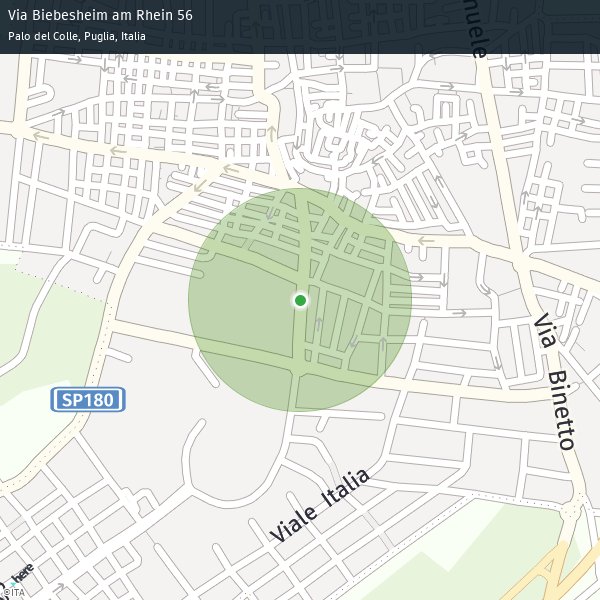 Via Biebesheim am Rhein 56
Palo del Colle, Puglia, Italia
nuele
Via Binetto
SP180
Viale Italia
here
©ITA